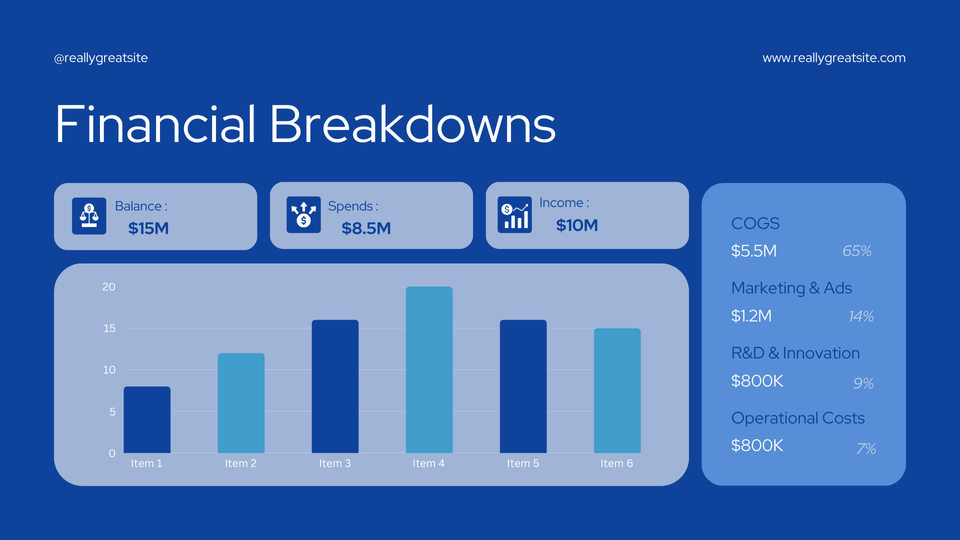 @reallygreatsite
www.reallygreatsite.com
Financial Breakdowns
Balance :
$15M
Spends :
$8.5M
Income :
$10M
20
15
10
5
0
Item 1
Item 2
Item 3
Item 4
Item 5
Item 6
COGS
$5.5M
65%
Marketing & Ads
$1.2M
14%
R&D & Innovation
$800K
9%
Operational Costs
$800K
7%